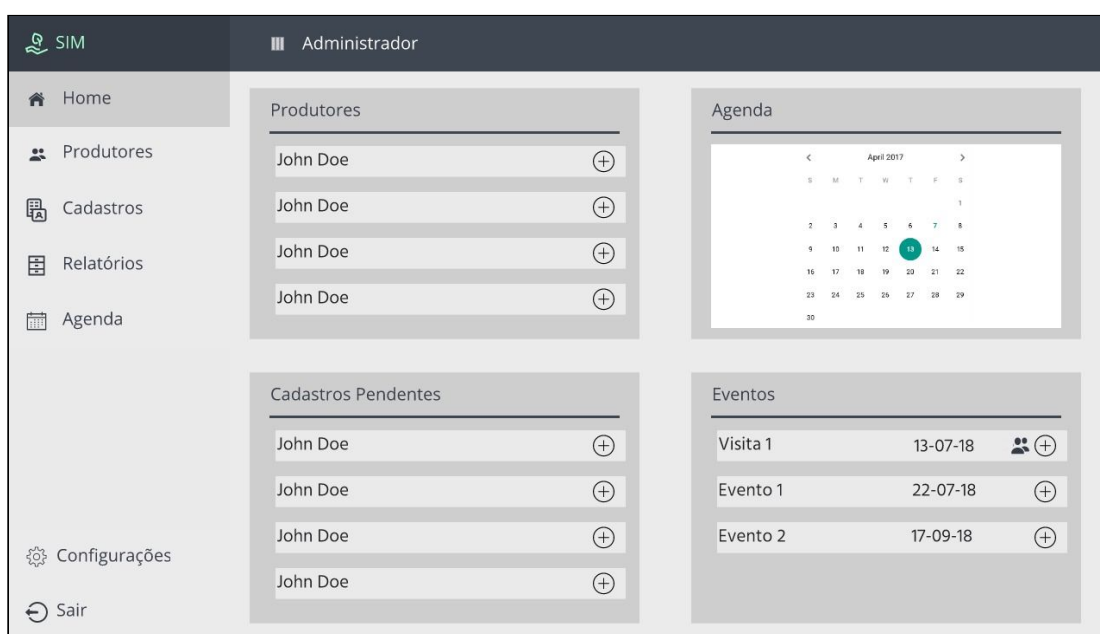 SIM
Administrador
Home
Produtores
Cadastros
Relatórios
Agenda
Configurações
Sair
Produtores
John Doe
John Doe
John Doe
John Doe
Agenda
April 2017
S M T W T F S
1
2 3 4 5 6 7 8
9 10 11 12 13 14 15
16 17 18 19 20 21 22
23 24 25 26 27 28 29
30
Cadastros Pendentes
John Doe
John Doe
John Doe
John Doe
Eventos
Visita 1 13-07-18
Evento 1 22-07-18
Evento 2 17-09-18